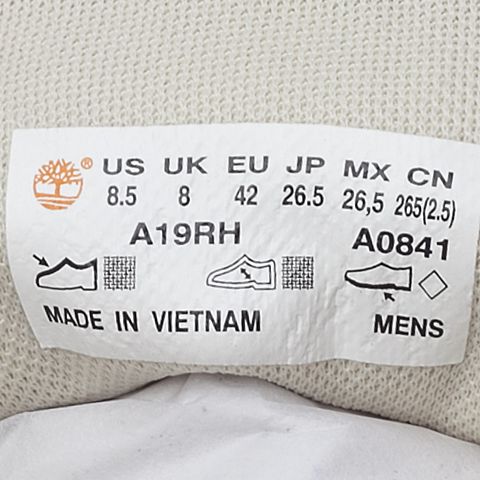 ® US UK EU JP MX CN
8.5 8 42 26.5 26,5 265(2.5)
A19RH A0841
MADE IN VIETNAM MENS